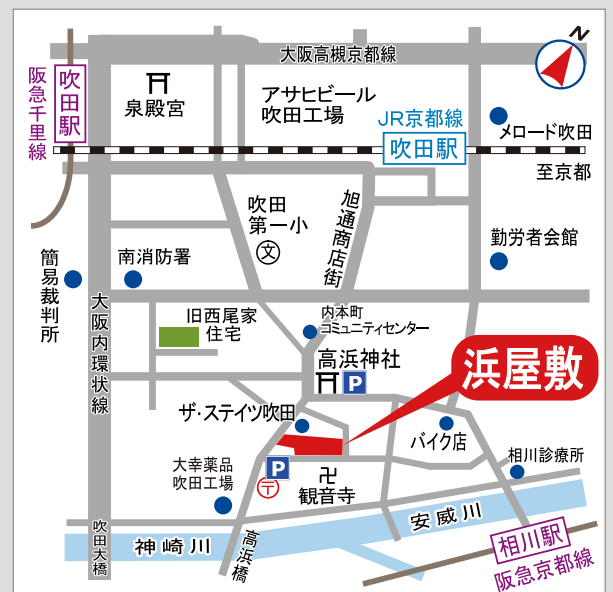 N
大阪高槻京都線
阪急千里線
吹田駅
泉殿宮
アサヒビール
吹田工場
JR京都線
吹田駅
メロード吹田
至京都
吹田
第一小
文
旭通商店街
勤労者会館
簡易裁判所
南消防署
大阪内環状線
旧西尾家
住宅
内本町
コミュニティセンター
高浜神社
P
浜屋敷
ザ・ステイツ吹田
バイク店
相川診療所
大幸薬品
吹田工場
P
〒
卍
観音寺
安威川
神崎川
高浜橋
吹田大橋
相川駅
阪急京都線